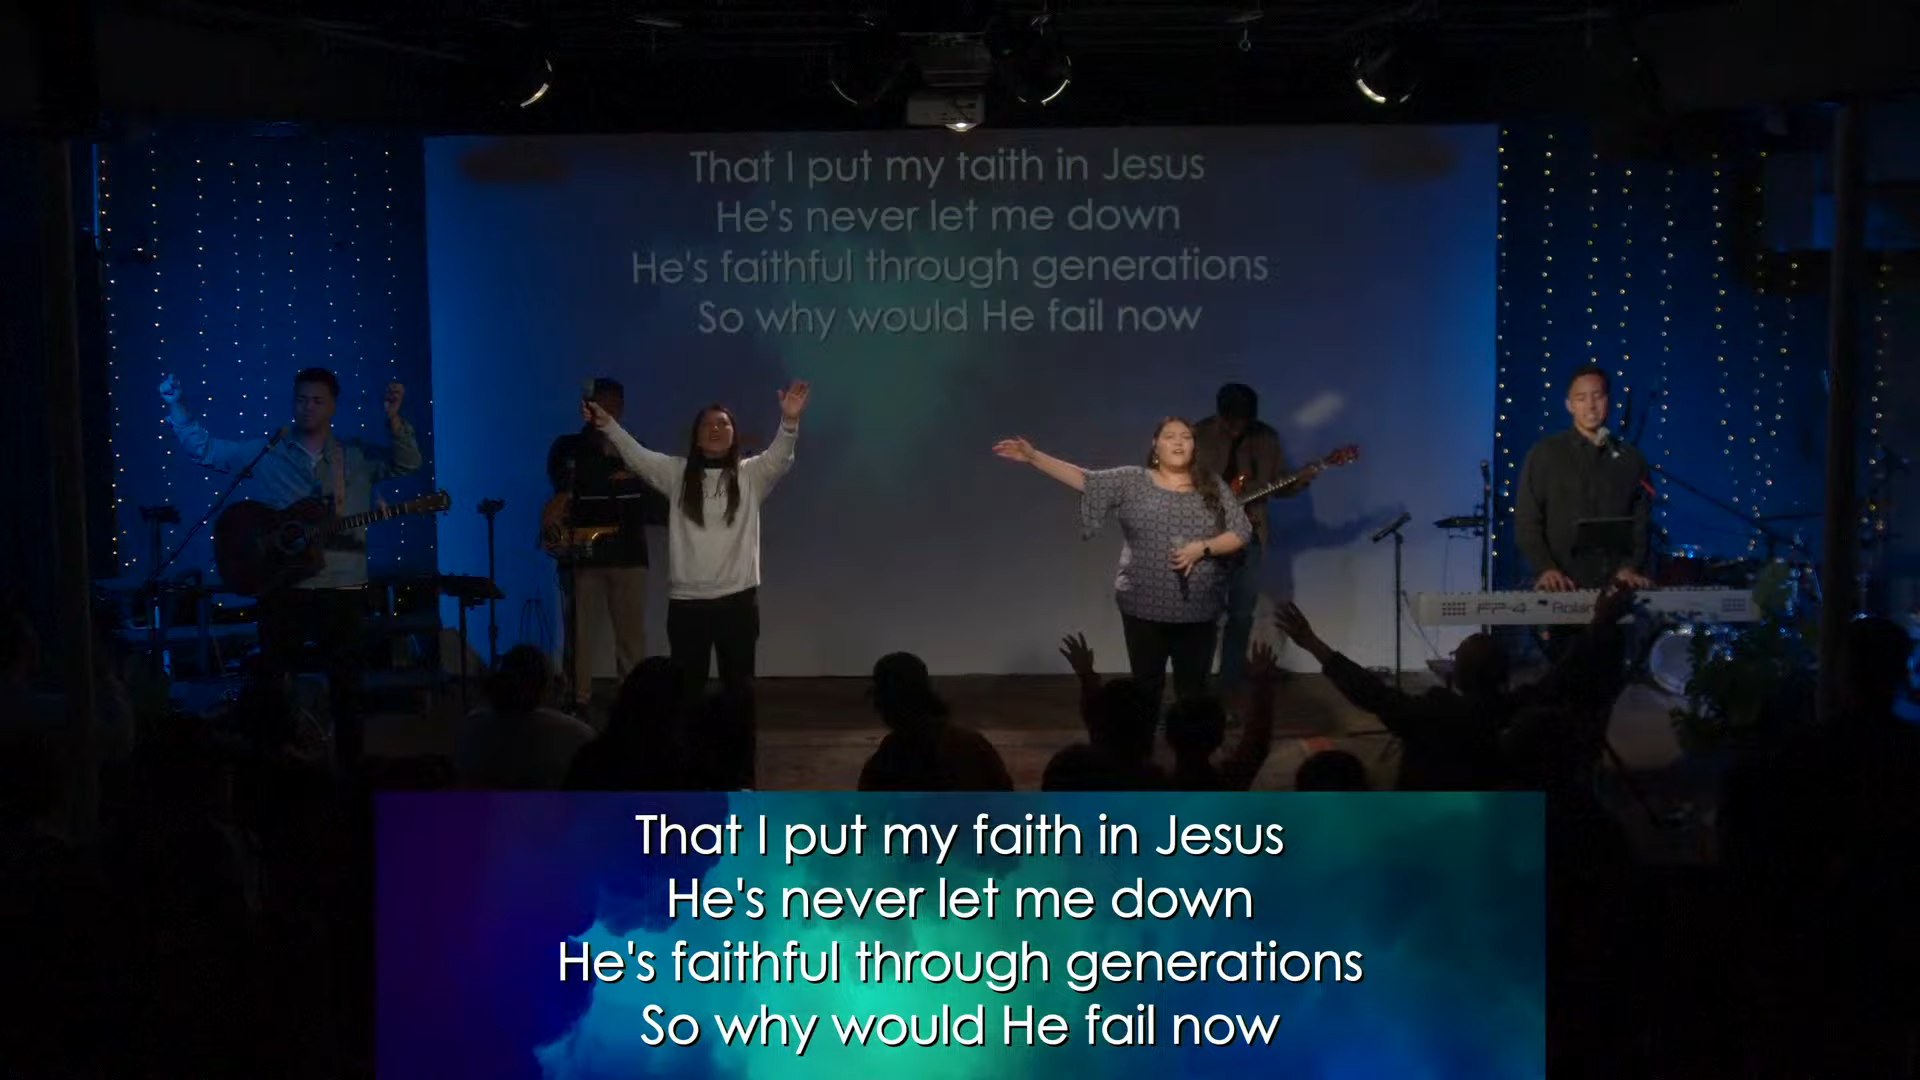 That I put my faith in Jesus
He's never let me down
He's faithful through generations
So why would He fail now
FP-4 Roland
That I put my faith in Jesus
He's never let me down
He's faithful through generations
So why would He fail now